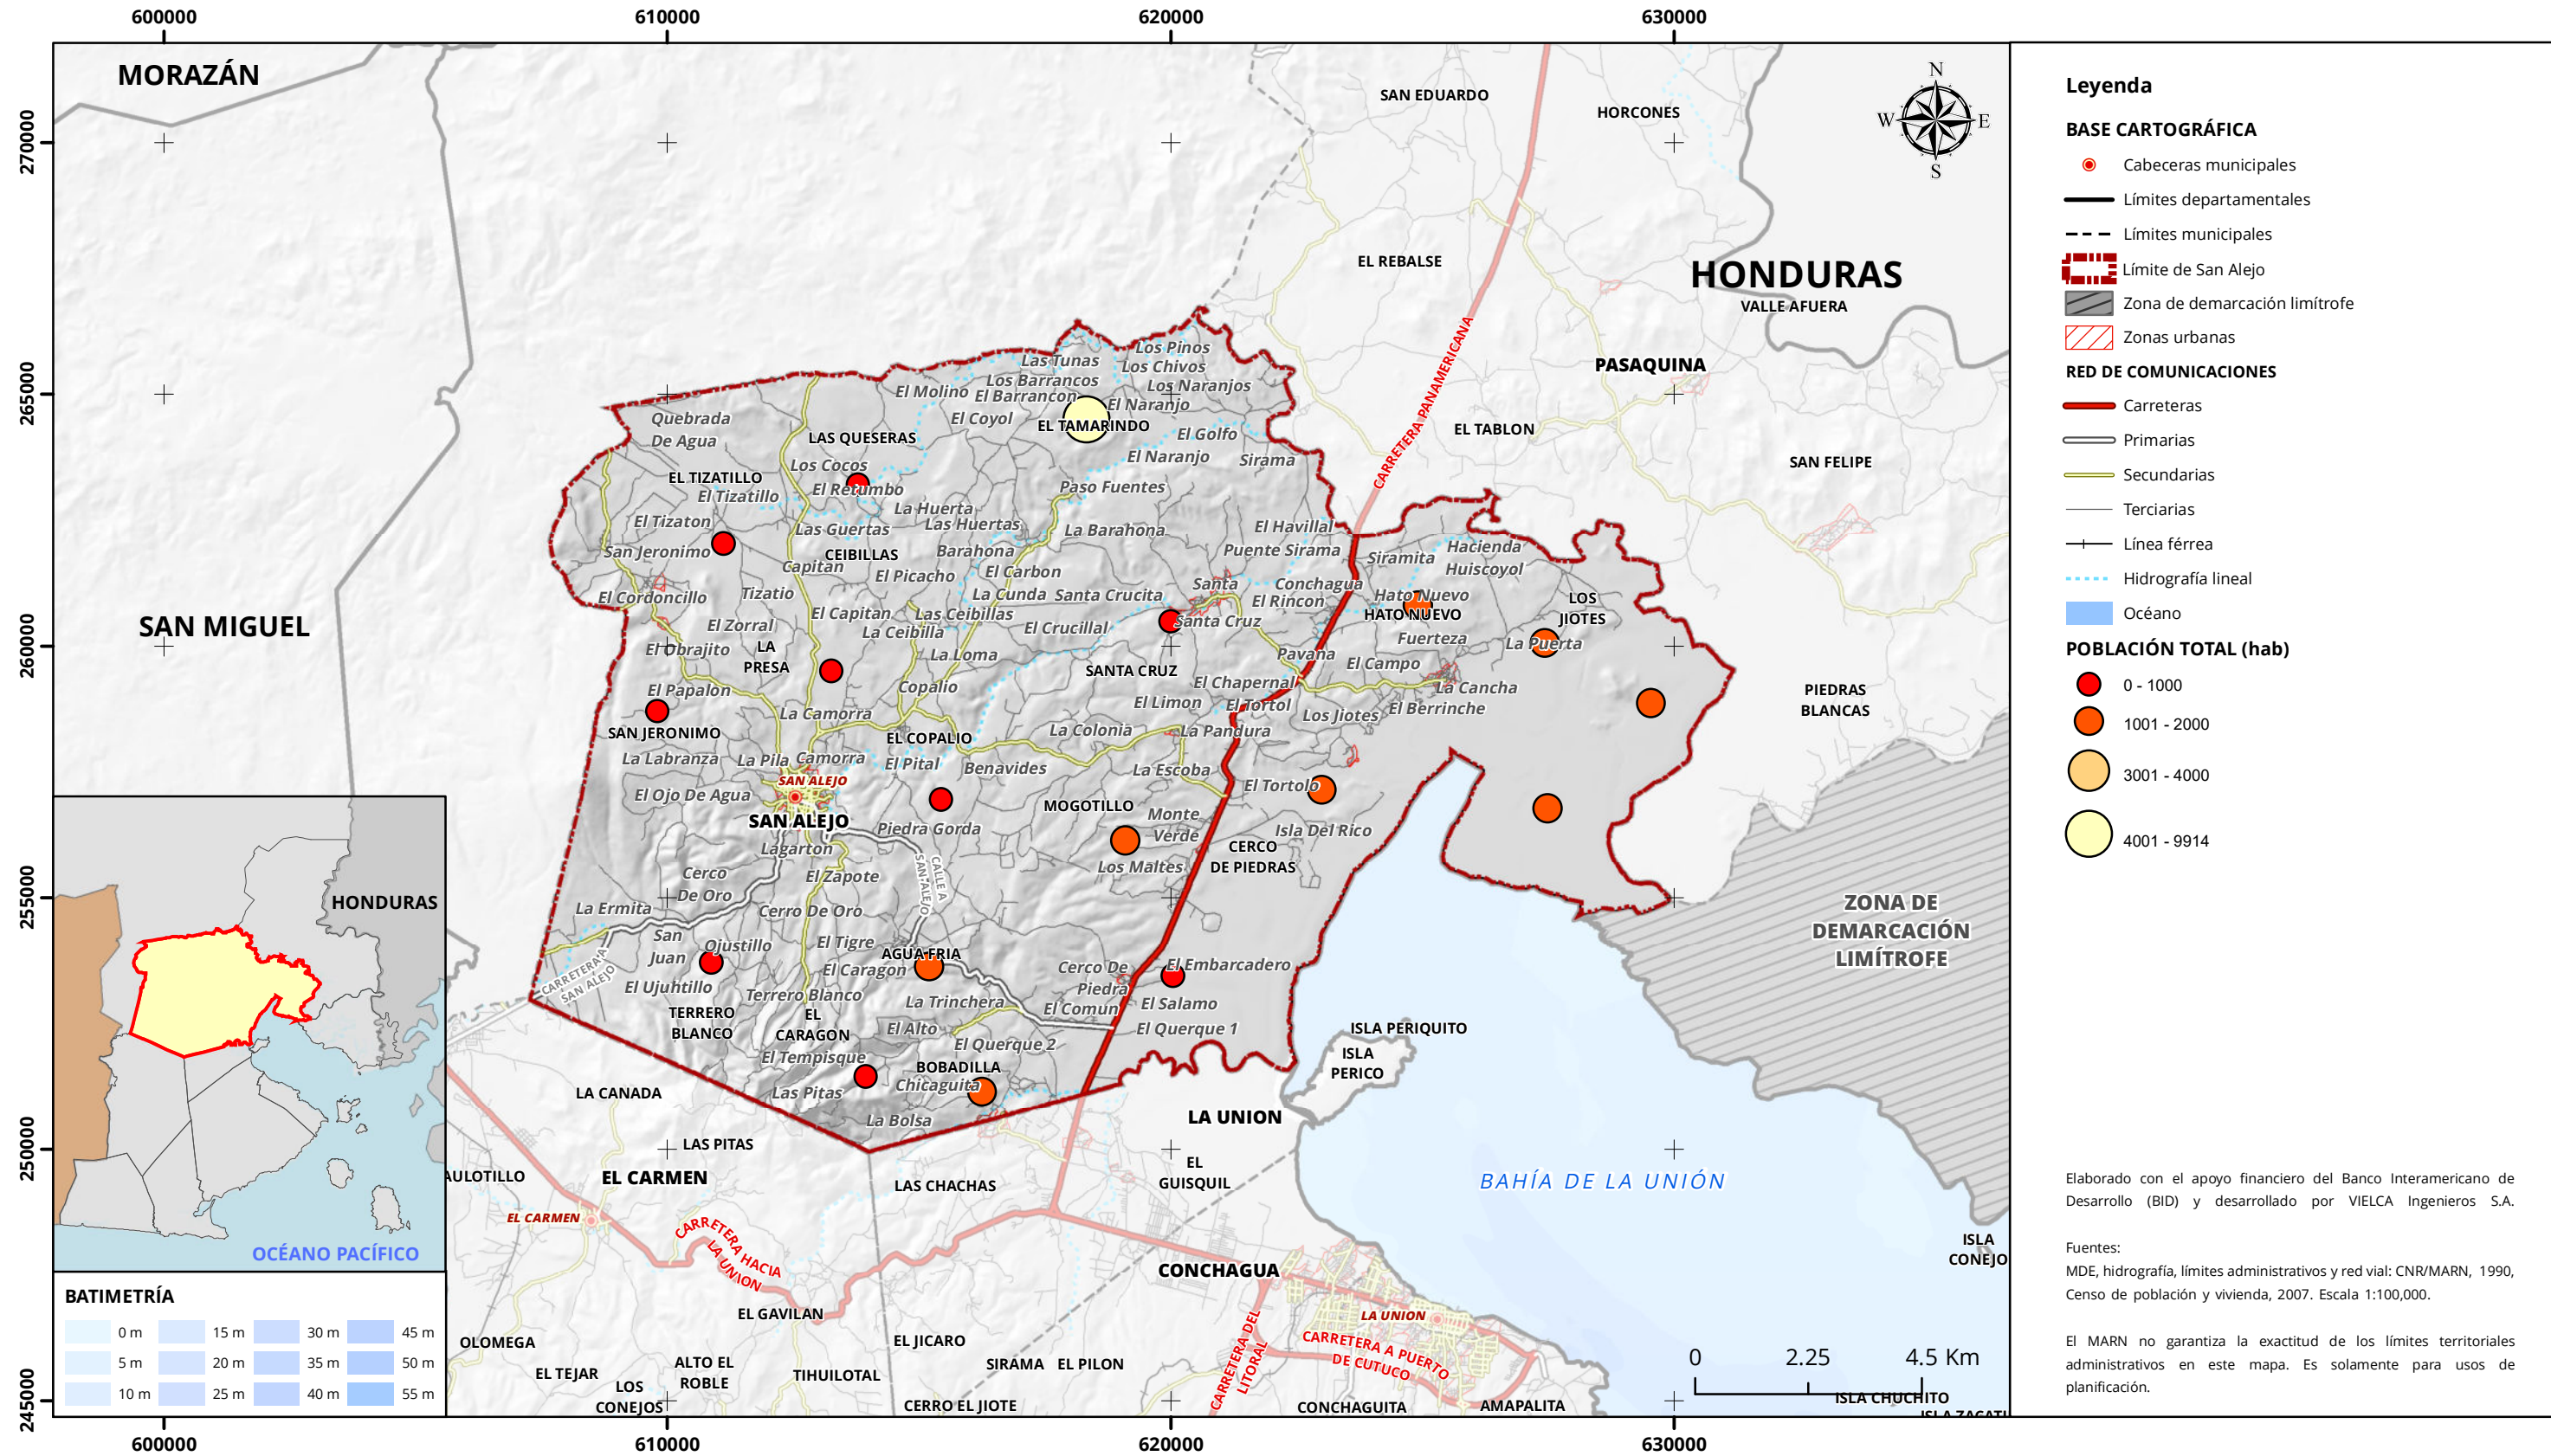 600000
610000
620000
630000
270000
265000
260000
255000
250000
245000
MORAZÁN
SAN EDUARDO
HORCONES
N
W
E
S
EL REBALSE
HONDURAS
VALLE AFUERA
CARRETERA PANAMERICANA
PASAQUINA
EL TABLON
SAN FELIPE
Las Tunas
Los Pinos
Los Chivos
Los Barrancos
El Molino
El Barrancon
Los Naranjos
El Naranjo
El Coyol
Quebrada
De Agua
EL TAMARINDO
LAS QUESERAS
El Golfo
El Naranjo
Sirama
Los Cocos
EL TIZATILLO
El Tizatillo
El Retumbo
Paso Fuentes
La Huerta
El Tizaton
Las Guertas
Las Huertas
La Barahona
El Havillal
San Jeronimo
CEIBILLAS
Barahona
Puente Sirama
Siramita
Hacienda
Huiscoyol
Capitan
El Picacho
El Carbon
Santa
Conchagua
El Cordoncillo
Tizatio
La Cunda
Santa Crucita
El Rincon
Hato Nuevo
HATO NUEVO
LOS
JIOTES
El Capitan
Las Ceibillas
El Zorral
La Ceibilla
El Crucillal
Santa Cruz
Fuerteza
La Puerta
SAN MIGUEL
El Obrajito
LA
PRESA
La Loma
SANTA CRUZ
Pavana
El Campo
El Papalon
Copalio
El Chapernal
La Cancha
PIEDRAS
BLANCAS
La Camorra
El Limon
El Tortol
Los Jiotes
El Berrinche
SAN JERONIMO
EL COPALIO
La Colonia
La Pandura
La Labranza
La Pila
Camorra
El Pital
Benavides
La Escoba
SAN ALEJO
El Ojo De Agua
El Tortolo
SAN ALEJO
MOGOTILLO
Monte
Verde
Piedra Gorda
Isla Del Rico
Lagarton
CERCO
DE PIEDRAS
Los Maltes
Cerco
De Oro
El Zapote
CALLE A
SAN ALEJO
La Ermita
Cerro De Oro
ZONA DE
DEMARCACIÓN
LIMÍTROFE
San
Juan
Ojustillo
El Tigre
AGUA FRIA
El Caragon
Cerco De
Piedra
El Embarcadero
CARRETERA A
SAN ALEJO
El Ujuhtillo
Terrero Blanco
La Trinchera
El Comun
El Salamo
TERRERO
BLANCO
EL
CARAGON
El Alto
El Querque 1
El Querque 2
ISLA PERIQUITO
El Tempisque
BOBADILLA
ISLA
PERICO
Las Pitas
Chicaguita
La Bolsa
LA CANADA
LA UNION
LAS PITAS
EL CARMEN
AULOTILLO
LAS CHACHAS
EL
GUISQUIL
BAHÍA DE LA UNIÓN
EL CARMEN
CARRETERA HACIA
LA UNION
ISLA
CONEJO
CONCHAGUA
EL GAVILAN
LA UNION
OLOMEGA
EL JICARO
CARRETERA DEL
LITORAL
CARRETERA A PUERTO
DE CUTUCO
EL TEJAR
ALTO EL
ROBLE
TIHUILOTAL
SIRAMA
EL PILON
LOS
CONEJOS
CERRO EL JIOTE
CONCHAGUITA
AMAPALITA
ISLA CHUCHITO
0
2.25
4.5 Km
HONDURAS
OCÉANO PACÍFICO
BATIMETRÍA
0 m
15 m
30 m
45 m
5 m
20 m
35 m
50 m
10 m
25 m
40 m
55 m
600000
610000
620000
630000
Leyenda
BASE CARTOGRÁFICA
Cabeceras municipales
Límites departamentales
Límites municipales
Límite de San Alejo
Zona de demarcación limítrofe
Zonas urbanas
RED DE COMUNICACIONES
Carreteras
Primarias
Secundarias
Terciarias
Línea férrea
Hidrografía lineal
Océano
POBLACIÓN TOTAL (hab)
0 - 1000
1001 - 2000
3001 - 4000
4001 - 9914
Elaborado con el apoyo financiero del Banco Interamericano de
Desarrollo (BID) y desarrollado por VIELCA Ingenieros S.A.
Fuentes:
MDE, hidrografía, límites administrativos y red vial: CNR/MARN, 1990,
Censo de población y vivienda, 2007. Escala 1:100,000.
El MARN no garantiza la exactitud de los límites territoriales
administrativos en este mapa. Es solamente para usos de
planificación.